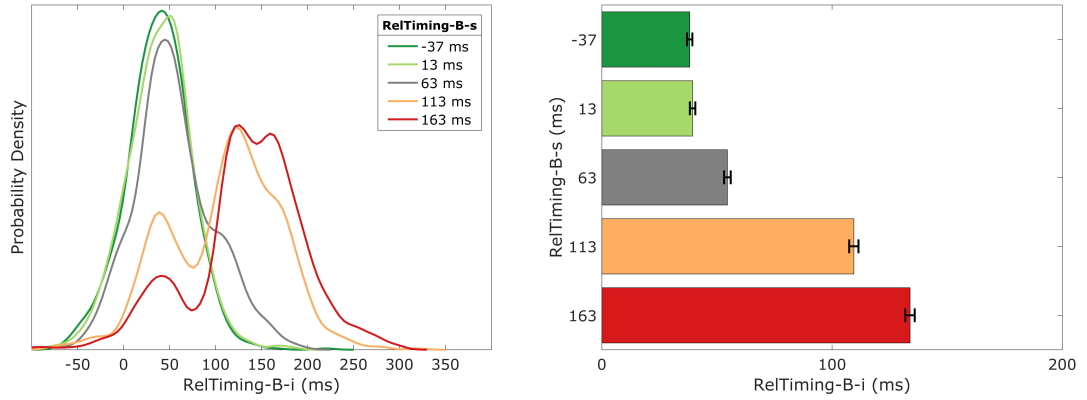 RelTiming-B-s
-37 ms
13 ms
63 ms
113 ms
163 ms
Probability Density
-50 0 50 100 150 200 250 300 350
RelTiming-B-i (ms)
RelTiming-B-s (ms)
-37
13
63
113
163
0 100 200
RelTiming-B-i (ms)